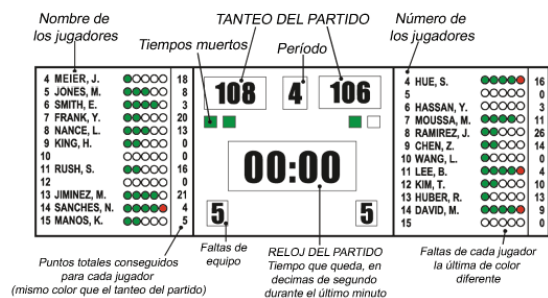 Nombre de
los jugadores
TANTEO DEL PARTIDO
Número de
los jugadores
Tiempos muertos
Período
108
4
106
4 MEIER, J. 18
5 JONES, M. 8
6 SMITH, E. 3
7 FRANK, Y. 20
8 NANCE, L. 13
9 KING, H. 0
10 0
11 RUSH, S. 16
12 0
13 JIMINEZ, M. 21
14 SANCHES, N. 4
15 MANOS, K. 5
00:00
5
5
4 HUE, S. 16
5 0
6 HASSAN, Y. 3
7 MOUSSA, M. 11
8 RAMIREZ, J. 26
9 CHEN, Z. 14
10 WANG, L. 0
11 LEE, B. 4
12 KIM, T. 10
13 HUBER, R. 13
14 DAVID, M. 9
15 0
Puntos totales conseguidos
para cada jugador
(mismo color que el tanteo del partido)
Faltas de
equipo
RELOJ DEL PARTIDO
Tiempo que queda, en
decimas de segundo
durante el último minuto
Faltas de cada jugador
la última de color
diferente